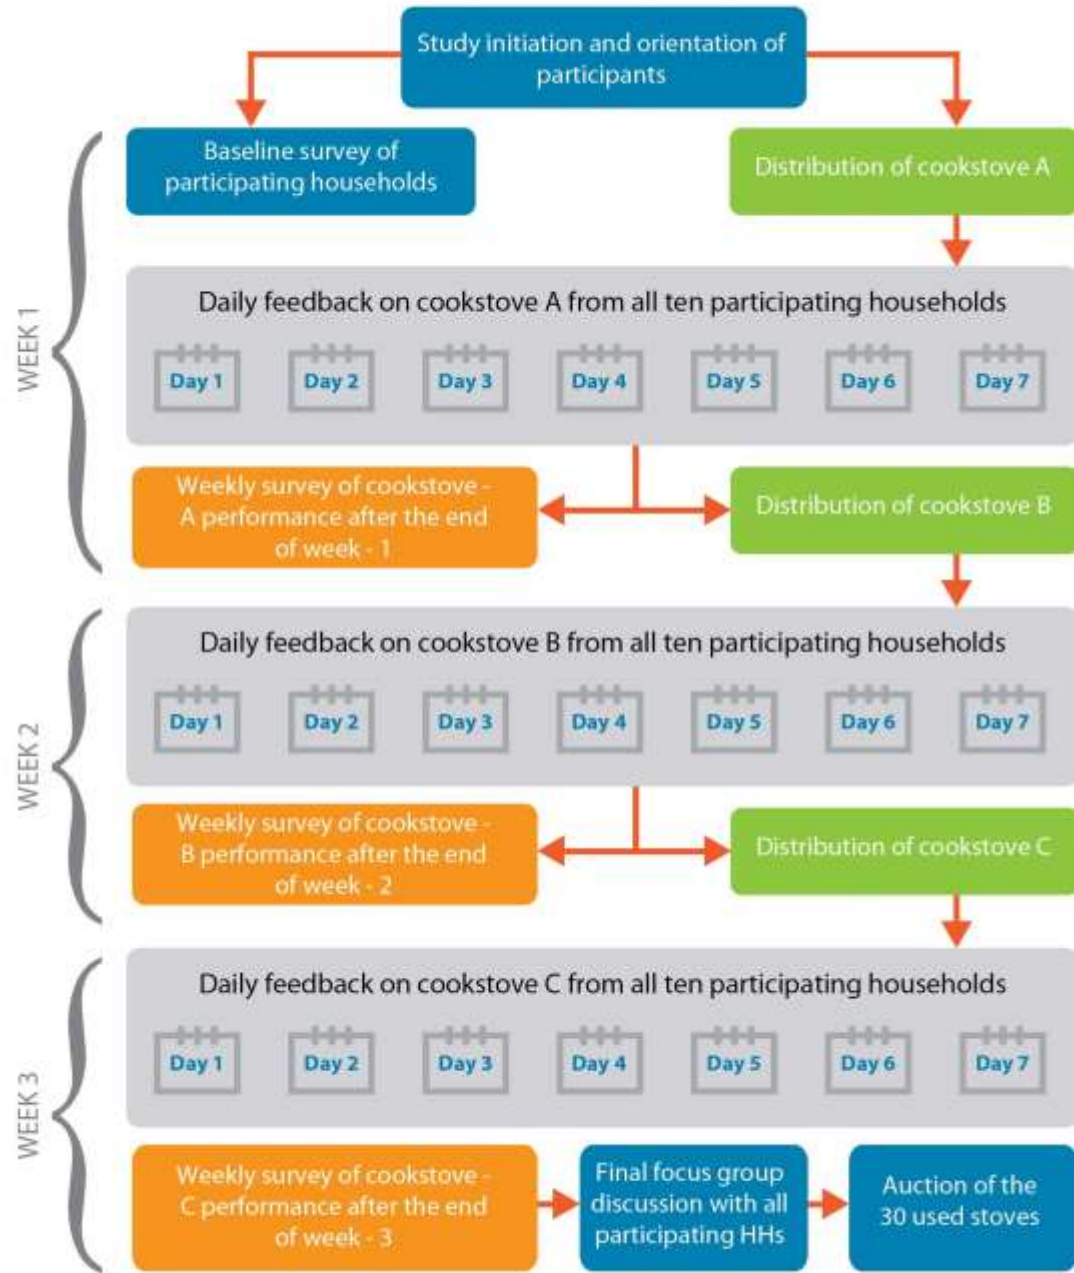 Study initiation and orientation of
participants
Baseline survey of
participating households
Distribution of cookstove A
WEEK 1
Daily feedback on cookstove A from all ten participating households
Day 1
Day 2
Day 3
Day 4
Day 5
Day 6
Day 7
Weekly survey of cookstove -
A performance after the end
of week - 1
Distribution of cookstove B
WEEK 2
Daily feedback on cookstove B from all ten participating households
Day 1
Day 2
Day 3
Day 4
Day 5
Day 6
Day 7
Weekly survey of cookstove -
B performance after the end
of week - 2
Distribution of cookstove C
WEEK 3
Daily feedback on cookstove C from all ten participating households
Day 1
Day 2
Day 3
Day 4
Day 5
Day 6
Day 7
Weekly survey of cookstove -
C performance after the end
of week - 3
Final focus group
discussion with all
participating HHs
Auction of the
30 used stoves